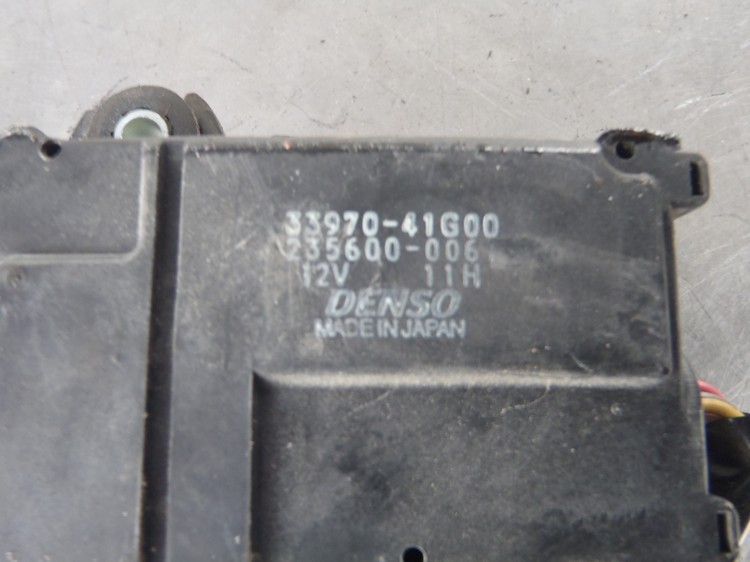 33970-41G00
235600-006
12V 11H
DENSO
MADE IN JAPAN